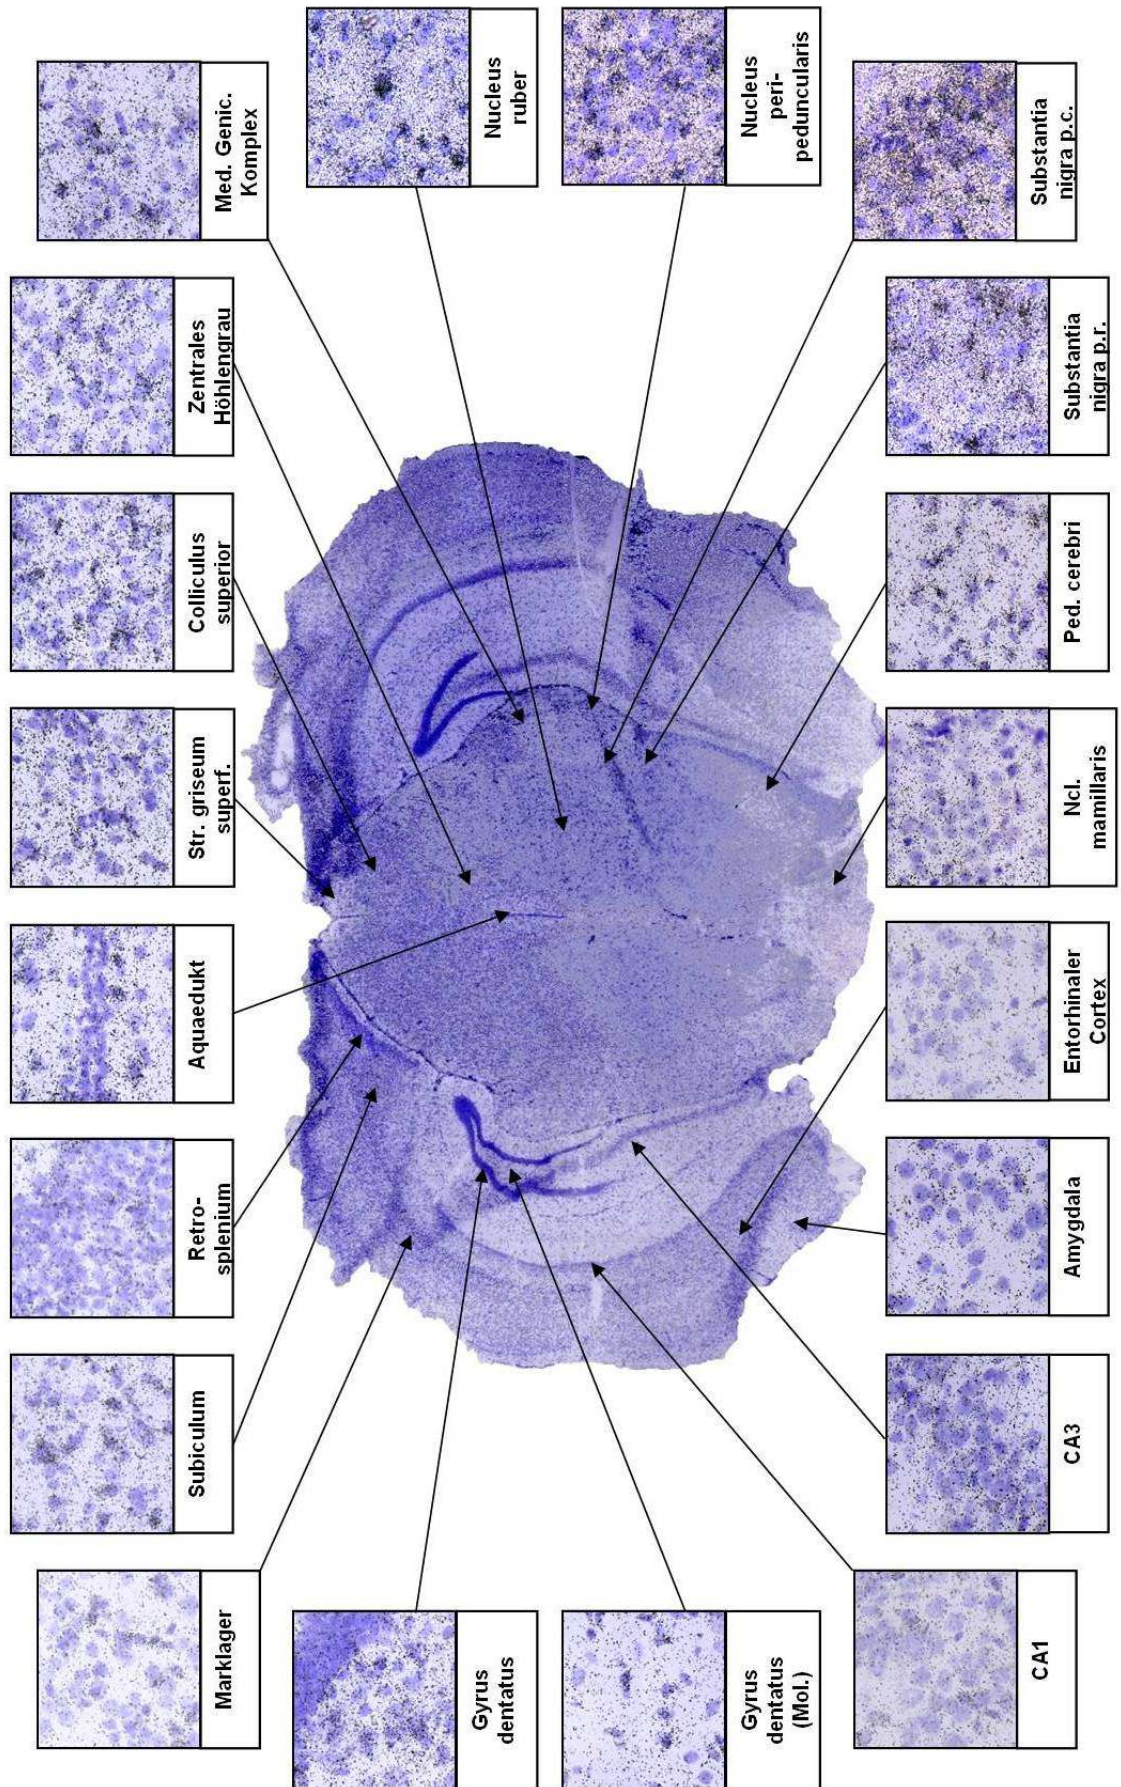 Marklager
Subiculum
Retro-
splenium
Aquaedukt
Str. griseum
superf.
Colliculus
superior
Zentrales
Höhlengrau
Med. Genic.
Komplex
Gyrus
dentatus
Nucleus
ruber
Gyrus
dentatus
(Mol.)
Nucleus
peri-
peduncularis
CA1
CA3
Amygdala
Entorhinaler
Cortex
Ncl.
mamillaris
Ped. cerebri
Substantia
nigra p.r.
Substantia
nigra p.c.